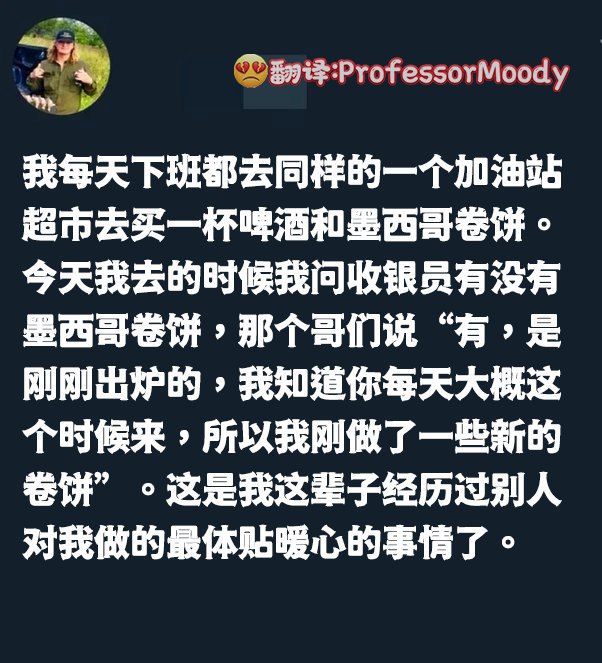 翻译:ProfessorMoody
我每天下班都去同样的一个加油站
超市去买一杯啤酒和墨西哥卷饼。
今天我去的时候我问收银员有没有
墨西哥卷饼，那个哥们说“有，是
刚刚出炉的，我知道你每天大概这
个时候来，所以我刚做了一些新的
卷饼”。这是我这辈子经历过别人
对我做的最体贴暖心的事情了。